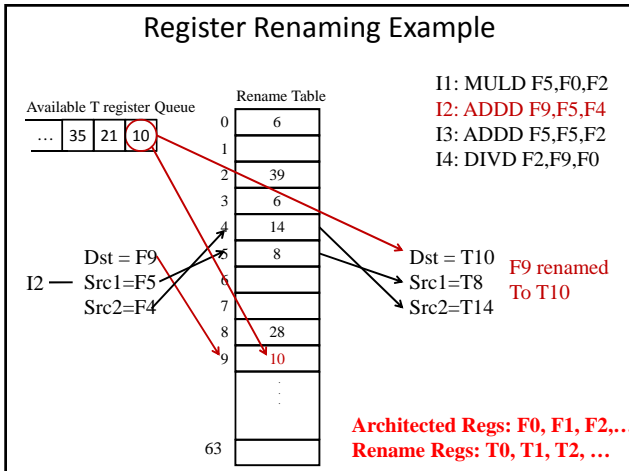 Register Renaming Example
I1: MULD F5,F0,F2
I2: ADDD F9,F5,F4
I3: ADDD F5,F5,F2
I4: DIVD F2,F9,F0
Available T register Queue
… 35 21 10
Rename Table
0 6
1
2 39
3 6
4 14
5 8
6
7
8 28
9 10
63
I2
Dst = F9
Src1=F5
Src2=F4
Dst = T10
Src1=T8
Src2=T14
F9 renamed
To T10
Architected Regs: F0, F1, F2,…
Rename Regs: T0, T1, T2, …